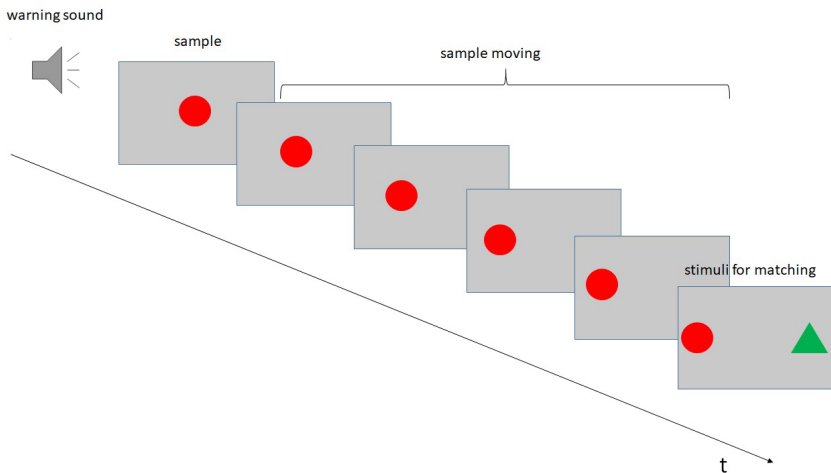 warning sound
sample
sample moving
stimuli for matching
t